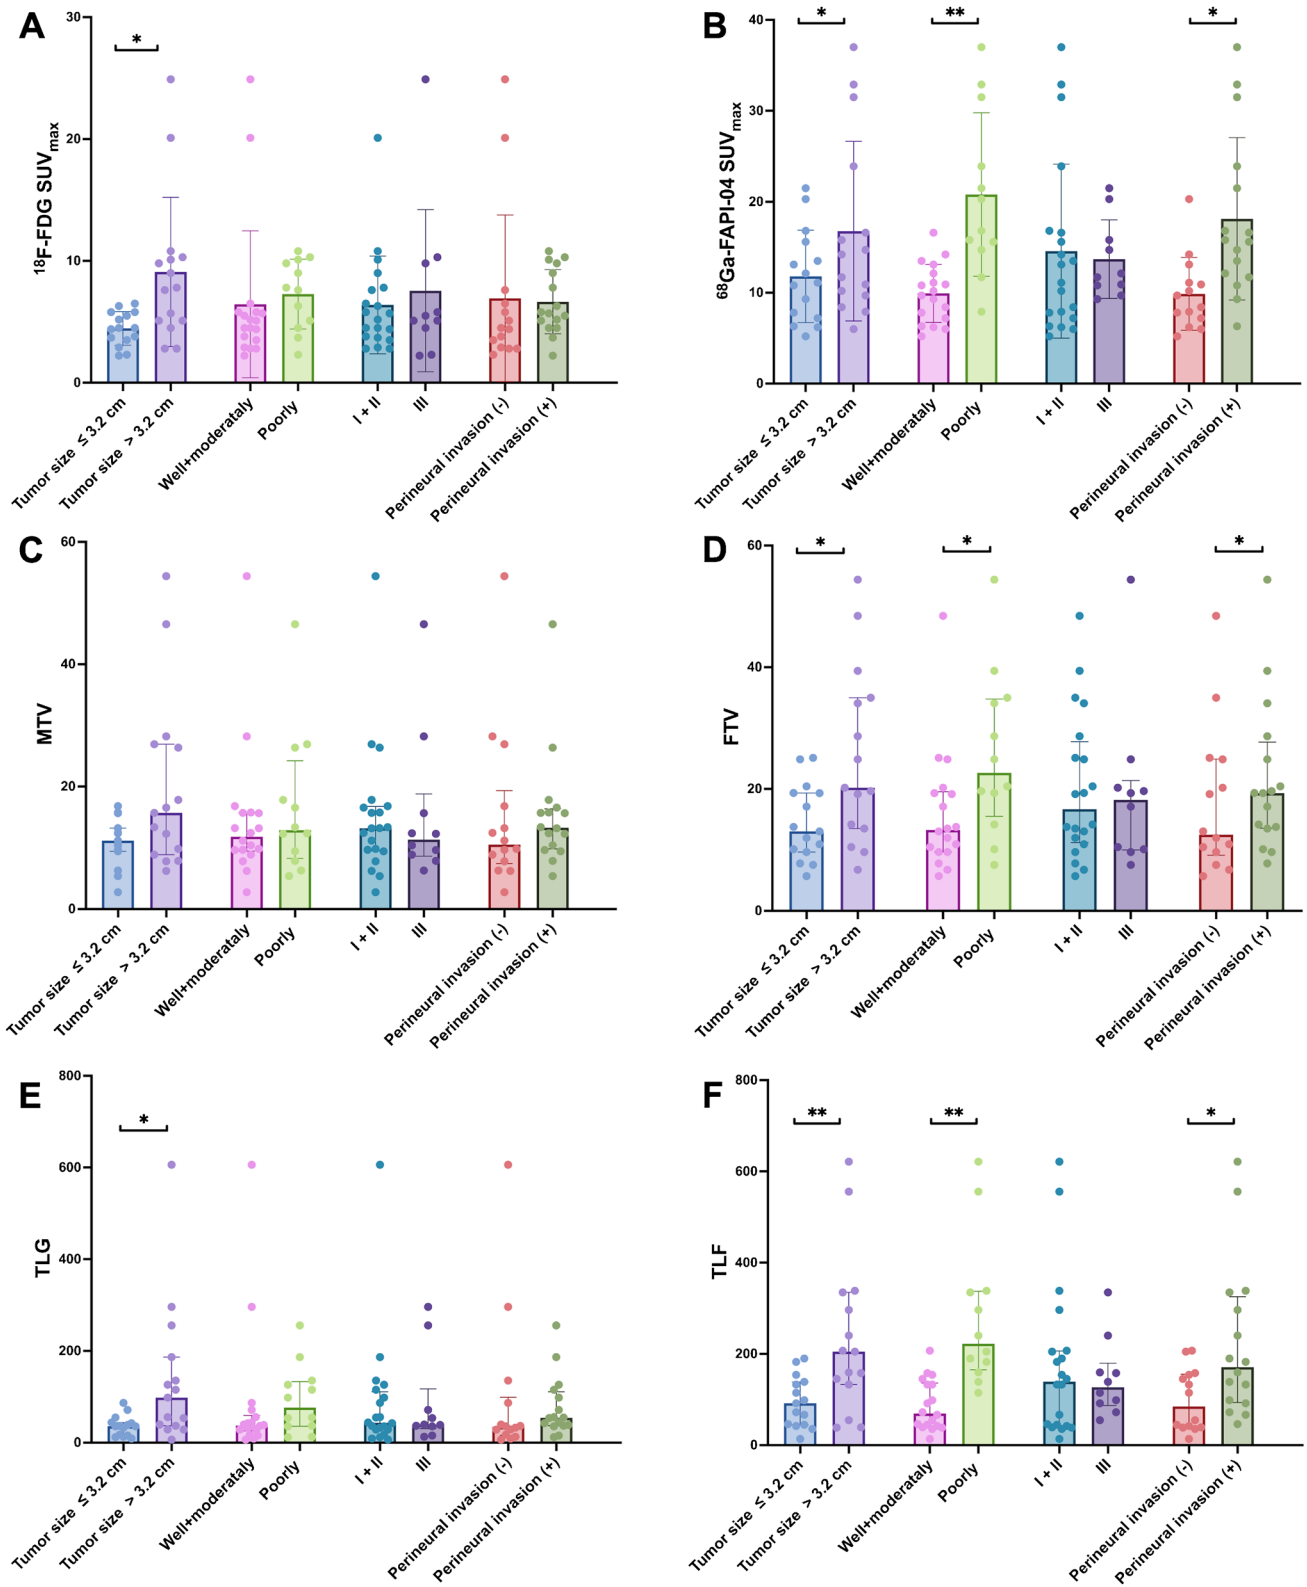 A
30
20
10
0
18F-FDG SUVmax
*
Tumor size ≤ 3.2 cm
Tumor size > 3.2 cm
Well+moderataly
Poorly
I + II
III
Perineural invasion (-)
Perineural invasion (+)
B
40
30
20
10
0
68Ga-FAPI-04 SUVmax
*
**
*
Tumor size ≤ 3.2 cm
Tumor size > 3.2 cm
Well+moderataly
Poorly
I + II
III
Perineural invasion (-)
Perineural invasion (+)
C
60
40
20
0
MTV
Tumor size ≤ 3.2 cm
Tumor size > 3.2 cm
Well+moderataly
Poorly
I + II
III
Perineural invasion (-)
Perineural invasion (+)
D
60
40
20
0
FTV
*
*
*
Tumor size ≤ 3.2 cm
Tumor size > 3.2 cm
Well+moderataly
Poorly
I + II
III
Perineural invasion (-)
Perineural invasion (+)
E
800
600
400
200
0
TLG
*
Tumor size ≤ 3.2 cm
Tumor size > 3.2 cm
Well+moderataly
Poorly
I + II
III
Perineural invasion (-)
Perineural invasion (+)
F
800
600
400
200
0
TLF
**
**
*
Tumor size ≤ 3.2 cm
Tumor size > 3.2 cm
Well+moderataly
Poorly
I + II
III
Perineural invasion (-)
Perineural invasion (+)